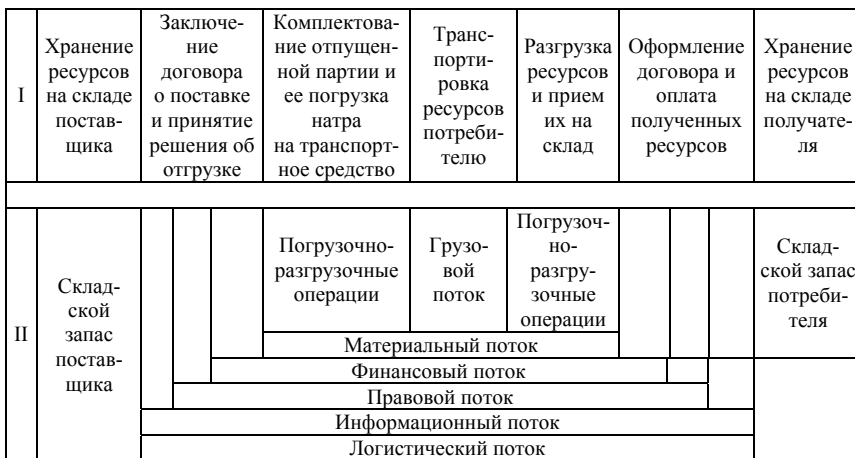 I
Хранение
ресурсов
на складе
постав-
щика
Заключе-
ние
договора
о поставке
и принятие
решения об
отгрузке
Комплектова-
ние отпущен-
ной партии и
ее погрузка
натра
на транспорт-
ное средство
Транс-
порти-
ровка
ресурсов
потреби-
телю
Разгрузка
ресурсов
и прием
их на
склад
Оформление
договора и
оплата
полученных
ресурсов
Хранение
ресурсов
на складе
получате-
ля
II
Склад-
ской
запас
постав-
щика
Погрузочно-
разгрузочные
операции
Грузо-
вой
поток
Погрузоч-
но-
разгру-
зочные
операции
Склад-
ской запас
потреби-
теля
Материальный поток
Финансовый поток
Правовой поток
Информационный поток
Логистический поток